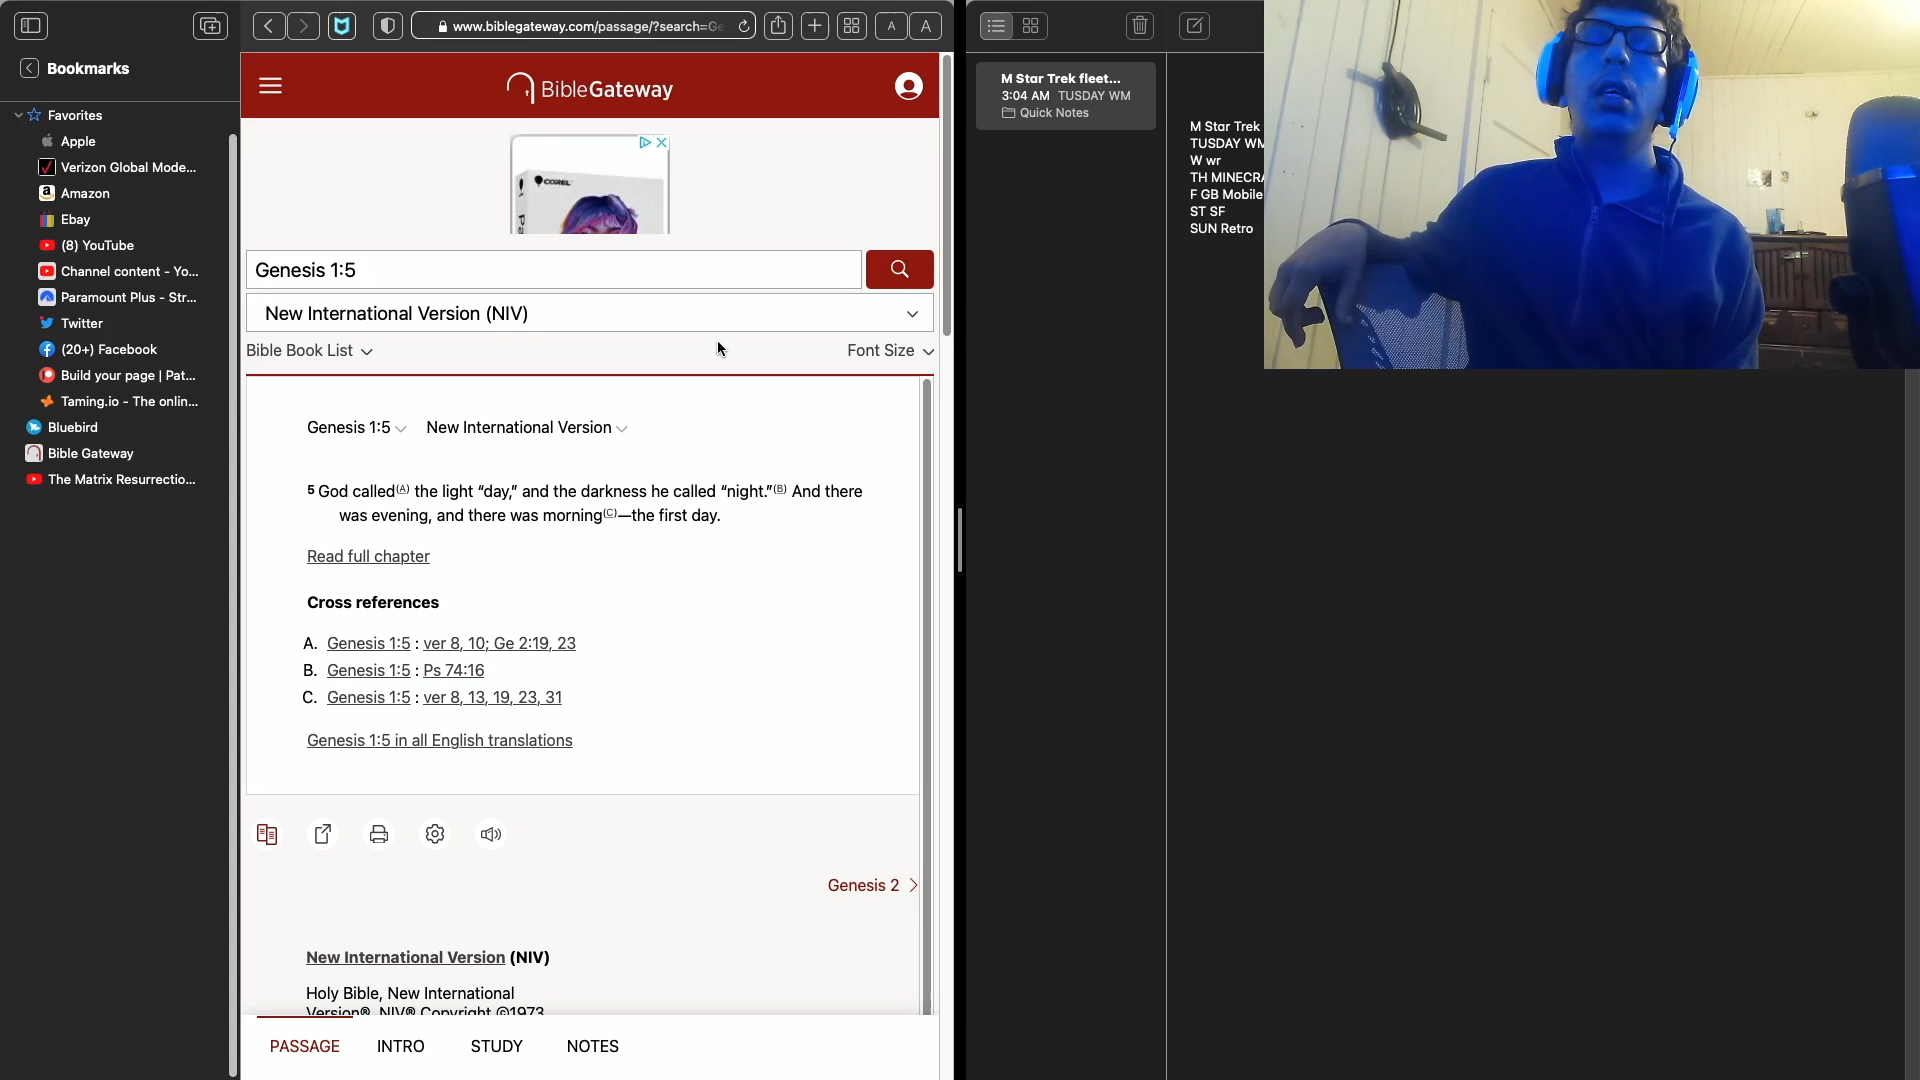 Bookmarks
Favorites
Apple
Verizon Global Mode...
Amazon
Ebay
(8) YouTube
Channel content - Yo...
Paramount Plus - Str...
Twitter
(20+) Facebook
Build your page | Pat...
Taming.io - The onlin...
Bluebird
Bible Gateway
The Matrix Resurrectio...
www.biblegateway.com/passage/?search=Ge
A A
BibleGateway
COREL
Genesis 1:5
New International Version (NIV)
Bible Book List
Font Size
Genesis 1:5 New International Version
5 God called(A) the light “day,” and the darkness he called “night.”(B) And there
was evening, and there was morning(C)—the first day.
Read full chapter
Cross references
A. Genesis 1:5 : ver 8, 10; Ge 2:19, 23
B. Genesis 1:5 : Ps 74:16
C. Genesis 1:5 : ver 8, 13, 19, 23, 31
Genesis 1:5 in all English translations
Genesis 2
New International Version (NIV)
Holy Bible, New International
Version®, NIV® Copyright ©1973
PASSAGE INTRO STUDY NOTES
M Star Trek fleet...
3:04 AM TUSDAY WM
Quick Notes
M Star Trek
TUSDAY WM
W wr
TH MINECRA
F GB Mobile
ST SF
SUN Retro